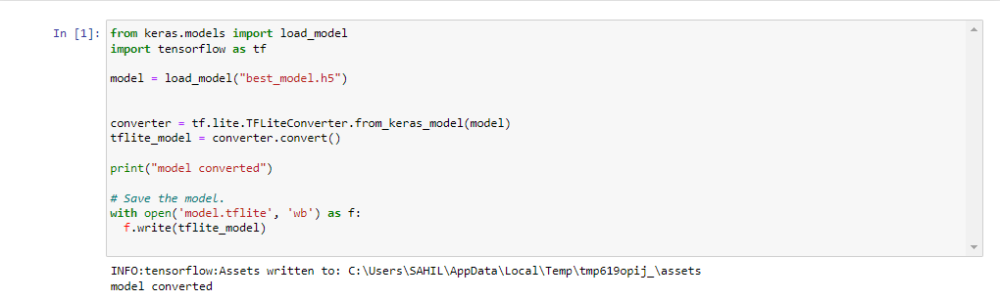 In [1]: from keras.models import load_model
import tensorflow as tf
model = load_model("best_model.h5")
converter = tf.lite.TFLiteConverter.from_keras_model(model)
tflite_model = converter.convert()
print("model converted")
# Save the model.
with open('model.tflite', 'wb') as f:
  f.write(tflite_model)
INFO:tensorflow:Assets written to: C:\Users\SAHIL\AppData\Local\Temp\tmp619opij_\assets
model converted